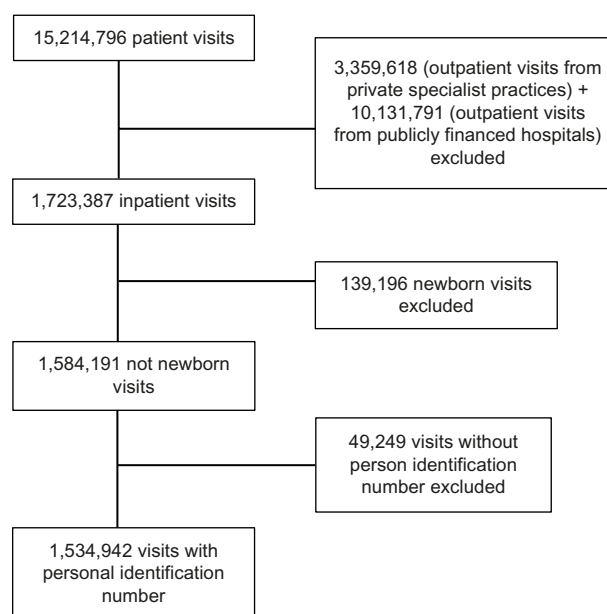 15,214,796 patient visits
3,359,618 (outpatient visits from
private specialist practices) +
10,131,791 (outpatient visits
from publicly financed hospitals)
excluded
1,723,387 inpatient visits
139,196 newborn visits
excluded
1,584,191 not newborn
visits
49,249 visits without
person identification
number excluded
1,534,942 visits with
personal identification
number